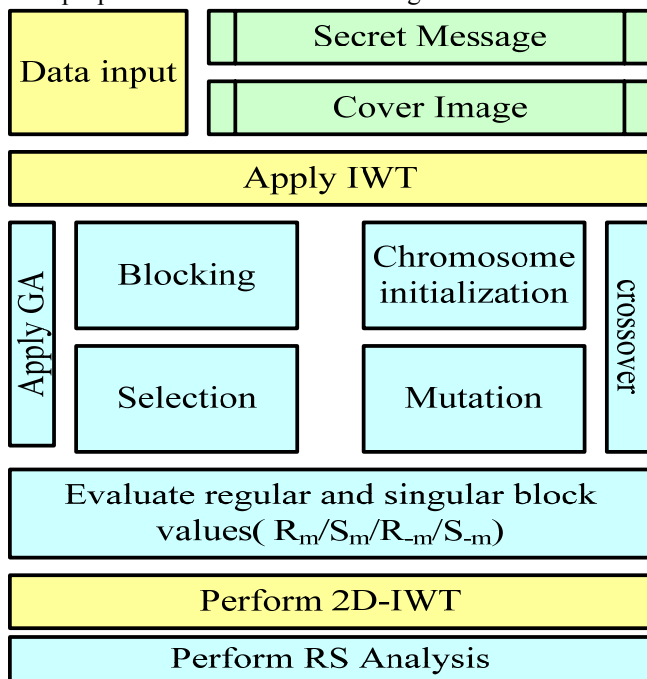 Data input
Secret Message
Cover Image
Apply IWT
Apply GA
Blocking
Chromosome
initialization
crossover
Selection
Mutation
Evaluate regular and singular block
values( Rₘ/Sₘ/R₋ₘ/S₋ₘ)
Perform 2D-IWT
Perform RS Analysis